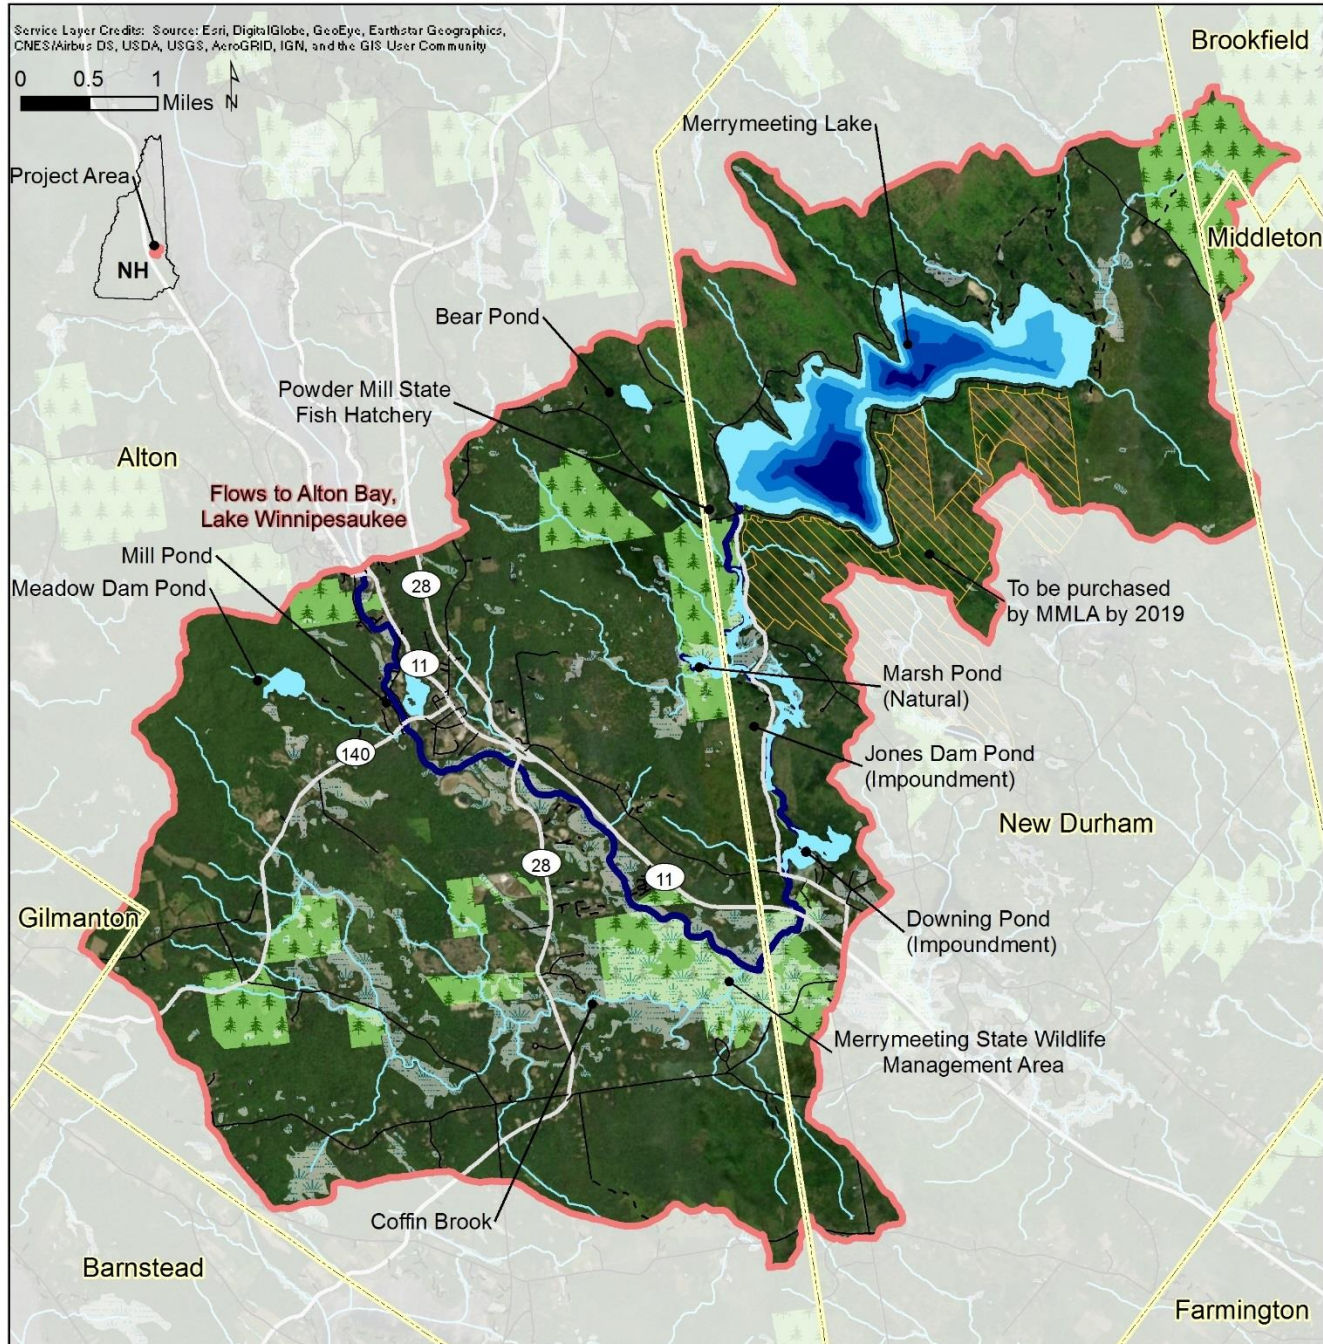 Service Layer Credits: Source: Esri, DigitalGlobe, GeoEye, Earthstar Geographics,
CNES/Airbus DS, USDA, USGS, AeroGRID, IGN, and the GIS User Community
0 0.5 1
Miles
N
Brookfield
Merrymeeting Lake
Project Area
NH
Middleton
Bear Pond
Powder Mill State
Fish Hatchery
Alton
Flows to Alton Bay,
Lake Winnipesaukee
Mill Pond
Meadow Dam Pond
28
To be purchased
by MMLA by 2019
11
Marsh Pond
(Natural)
140
Jones Dam Pond
(Impoundment)
New Durham
28
11
Gilmanton
Downing Pond
(Impoundment)
Merrymeeting State Wildlife
Management Area
Coffin Brook
Barnstead
Farmington